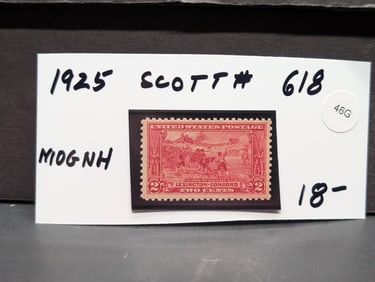 1925 SCOTT# 618
46G
UNITED STATES POSTAGE
MOGNH
2 LEXINGTON-CONCORD 2
TWO CENTS
18-